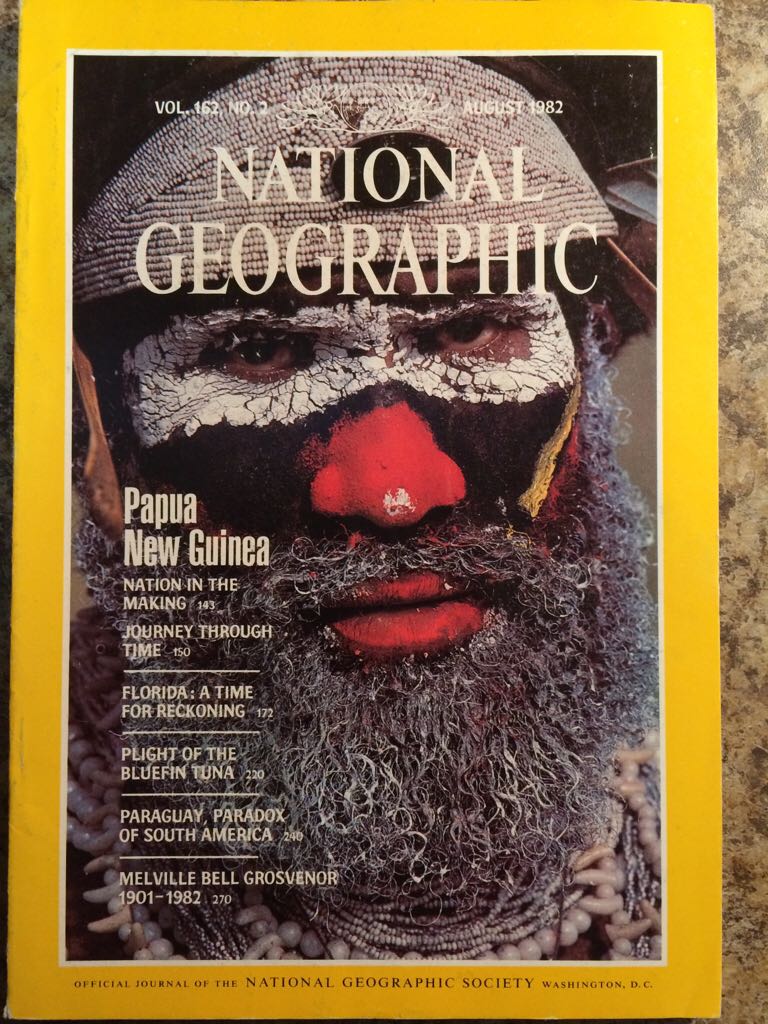 VOL. 162, NO. 2 AUGUST 1982
NATIONAL
GEOGRAPHIC
Papua
New Guinea
NATION IN THE
MAKING 143
JOURNEY THROUGH
TIME 150
FLORIDA: A TIME
FOR RECKONING 172
PLIGHT OF THE
BLUEFIN TUNA 220
PARAGUAY, PARADOX
OF SOUTH AMERICA 240
MELVILLE BELL GROSVENOR
1901–1982 270
OFFICIAL JOURNAL OF THE NATIONAL GEOGRAPHIC SOCIETY WASHINGTON, D.C.